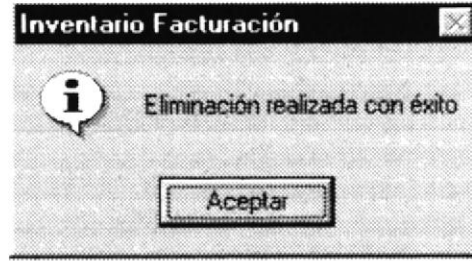 Inventario Facturación
Eliminación realizada con éxito
Aceptar